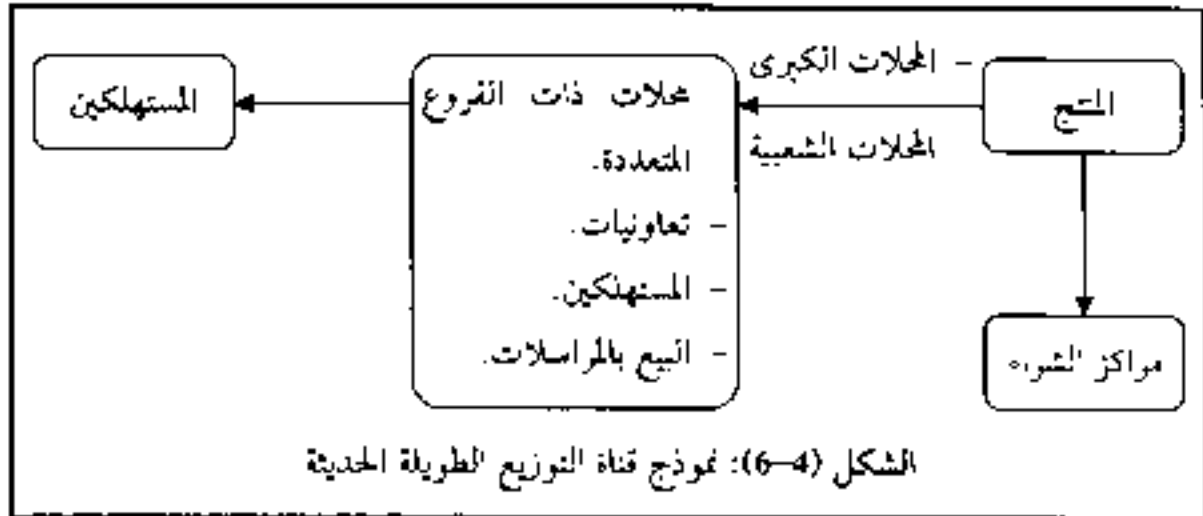 المنتج
- المحلات الكبرى
المحلات الشعبية
محلات ذات الفروع
المتعددة.
- تعاونيات.
- المستهلكين.
- البيع بالمراسلات.
المستهلكين
مراكز الشراء
الشكل (4-6): نموذج قناة التوزيع الطويلة الحديثة